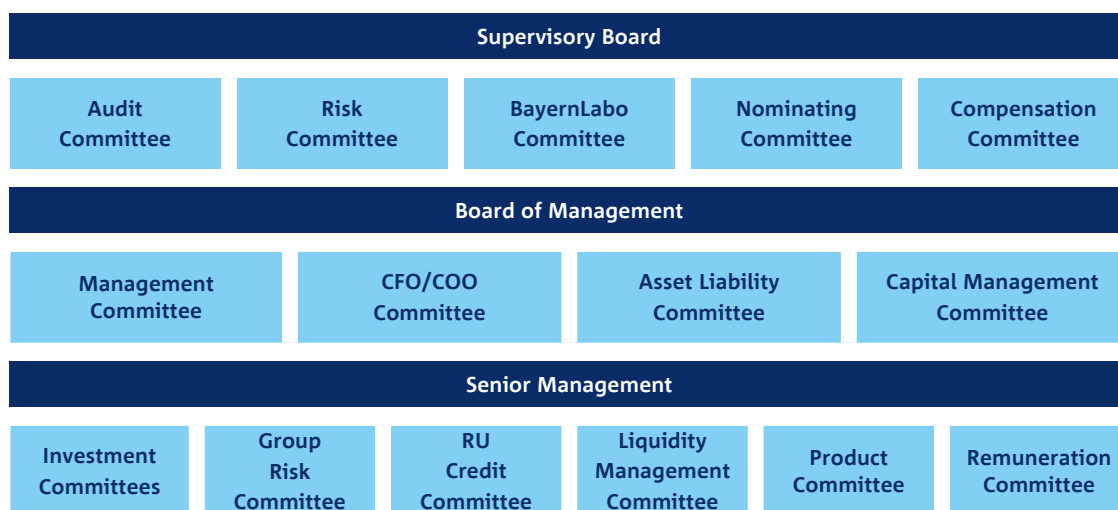 Supervisory Board
Audit
Committee
Risk
Committee
BayernLabo
Committee
Nominating
Committee
Compensation
Committee
Board of Management
Management
Committee
CFO/COO
Committee
Asset Liability
Committee
Capital Management
Committee
Senior Management
Investment
Committees
Group
Risk
Committee
RU
Credit
Committee
Liquidity
Management
Committee
Product
Committee
Remuneration
Committee